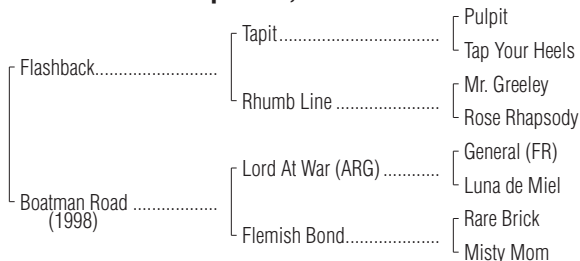 Pulpit
Tapit
Tap Your Heels
Flashback
Mr. Greeley
Rhumb Line
Rose Rhapsody
General (FR)
Lord At War (ARG)
Luna de Miel
Boatman Road
(1998)
Rare Brick
Flemish Bond
Misty Mom